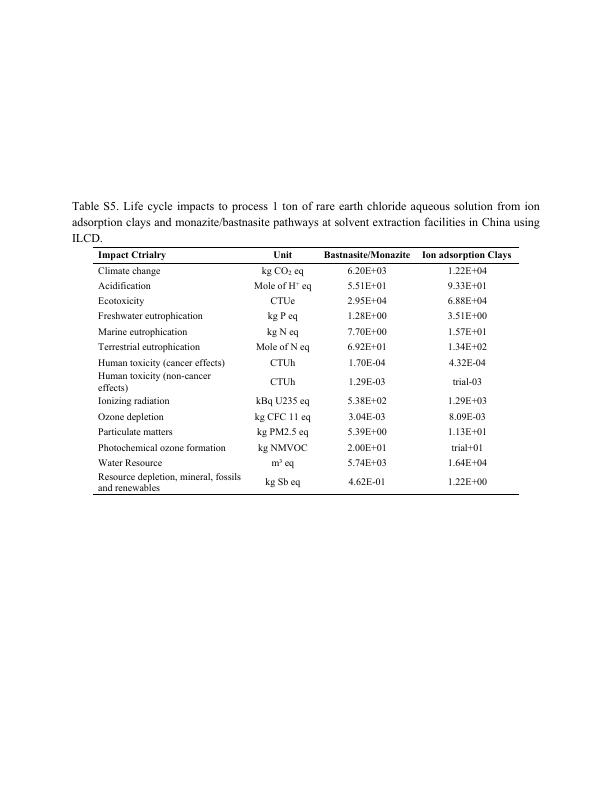 Table S5. Life cycle impacts to process 1 ton of rare earth chloride aqueous solution from ion
adsorption clays and monazite/bastnasite pathways at solvent extraction facilities in China using
ILCD.
Impact Ctrialry Unit Bastnasite/Monazite Ion adsorption Clays
Climate change kg CO₂ eq 6.20E+03 1.22E+04
Acidification Mole of H⁺ eq 5.51E+01 9.33E+01
Ecotoxicity CTUe 2.95E+04 6.88E+04
Freshwater eutrophication kg P eq 1.28E+00 3.51E+00
Marine eutrophication kg N eq 7.70E+00 1.57E+01
Terrestrial eutrophication Mole of N eq 6.92E+01 1.34E+02
Human toxicity (cancer effects) CTUh 1.70E-04 4.32E-04
Human toxicity (non-cancer
effects) CTUh 1.29E-03 trial-03
Ionizing radiation kBq U235 eq 5.38E+02 1.29E+03
Ozone depletion kg CFC 11 eq 3.04E-03 8.09E-03
Particulate matters kg PM2.5 eq 5.39E+00 1.13E+01
Photochemical ozone formation kg NMVOC 2.00E+01 trial+01
Water Resource m³ eq 5.74E+03 1.64E+04
Resource depletion, mineral, fossils
and renewables kg Sb eq 4.62E-01 1.22E+00